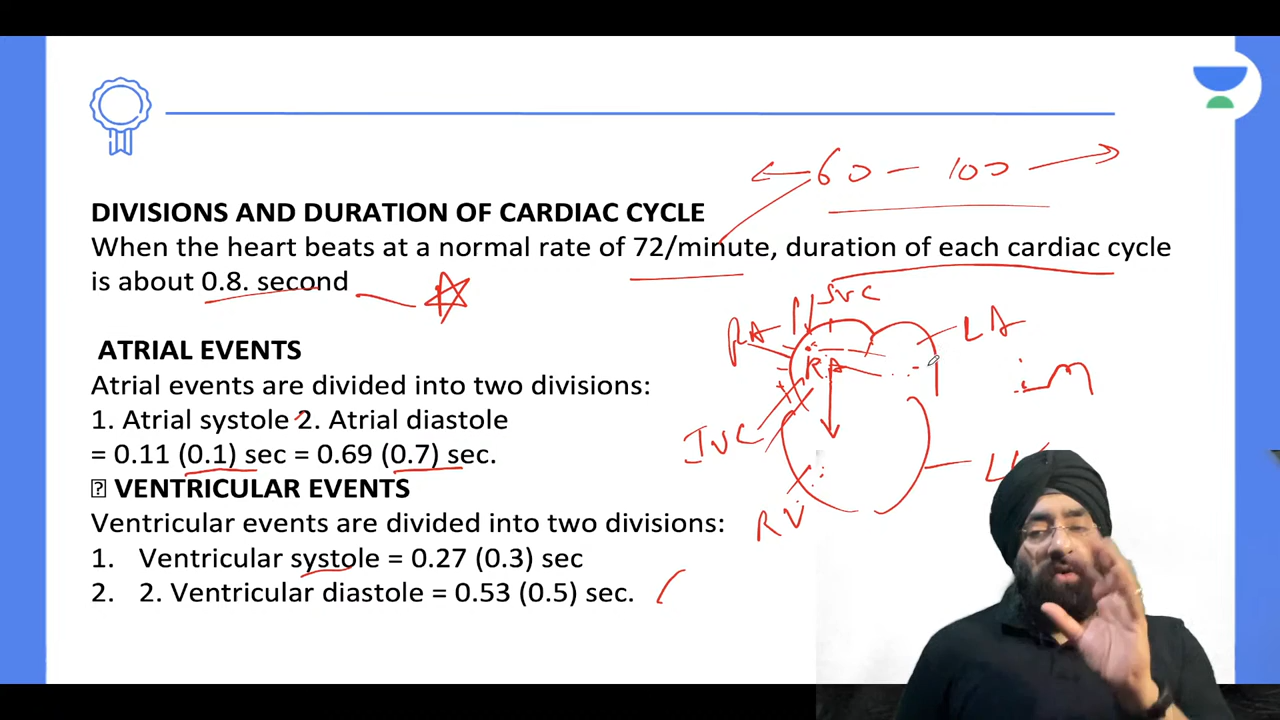 60 - 100
DIVISIONS AND DURATION OF CARDIAC CYCLE
When the heart beats at a normal rate of 72/minute, duration of each cardiac cycle
is about 0.8. second
SVC
RA
LA
RA
ATRIAL EVENTS
Atrial events are divided into two divisions:
1. Atrial systole 2. Atrial diastole
IVC
= 0.11 (0.1) sec = 0.69 (0.7) sec.
VENTRICULAR EVENTS
Ventricular events are divided into two divisions:
RV
1. Ventricular systole = 0.27 (0.3) sec
2. 2. Ventricular diastole = 0.53 (0.5) sec.